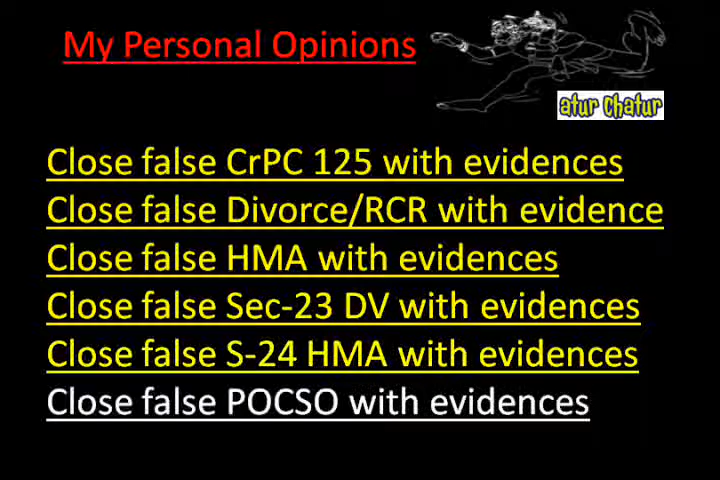 My Personal Opinions
atur Chatur
Close false CrPC 125 with evidences
Close false Divorce/RCR with evidence
Close false HMA with evidences
Close false Sec-23 DV with evidences
Close false S-24 HMA with evidences
Close false POCSO with evidences